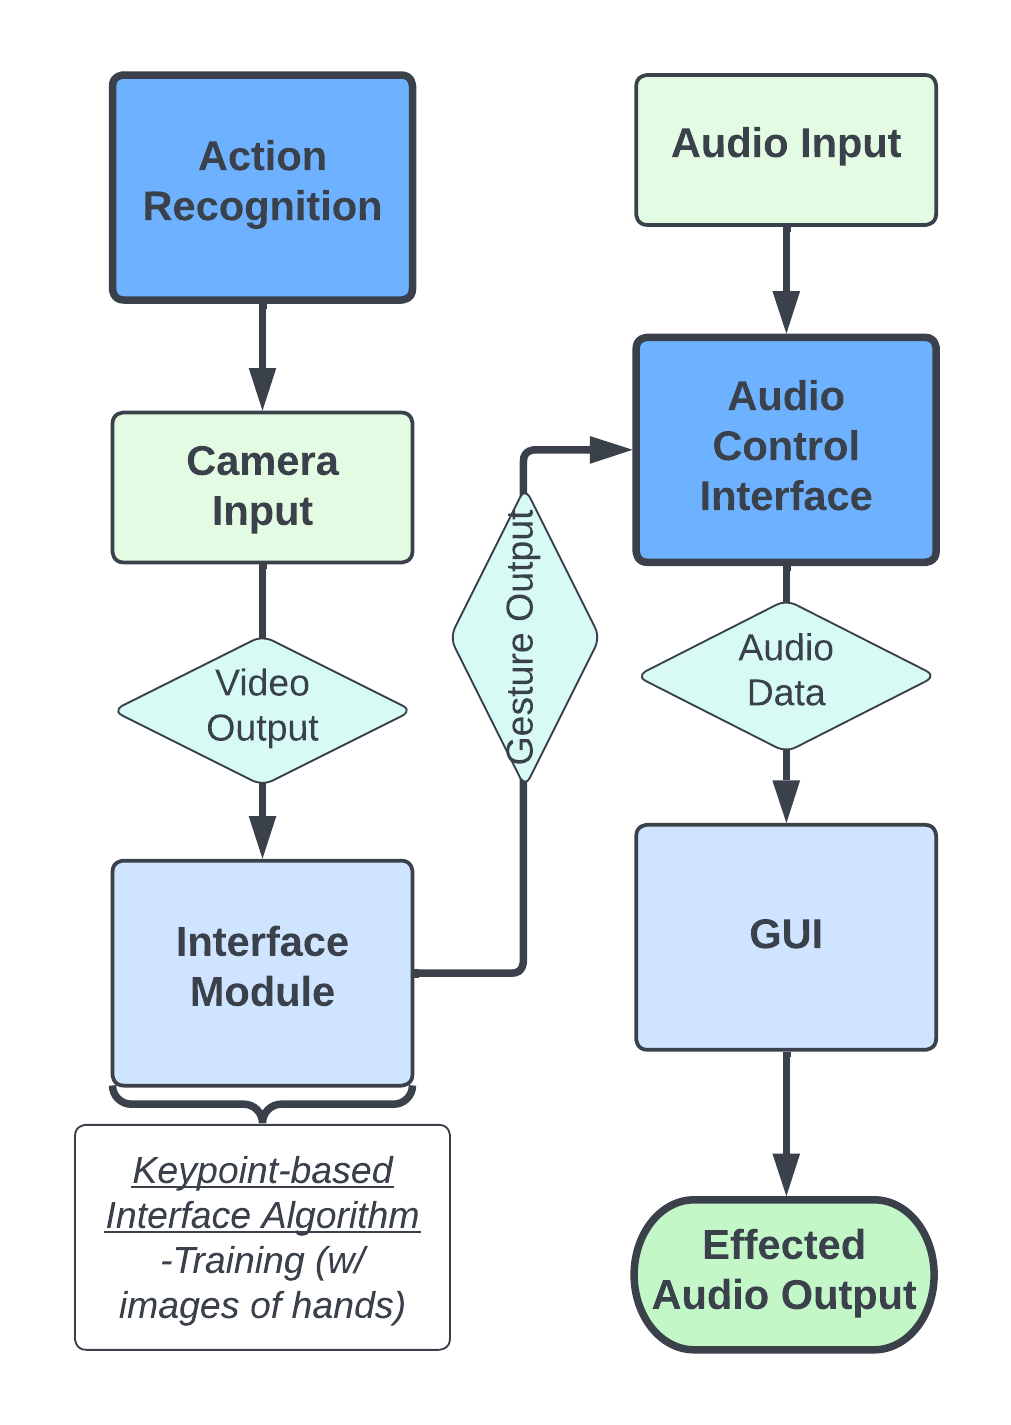 Action
Recognition
Camera
Input
Video
Output
Interface
Module
Keypoint-based
Interface Algorithm
-Training (w/
images of hands)
Gesture Output
Audio Input
Audio
Control
Interface
Audio
Data
GUI
Effected
Audio Output